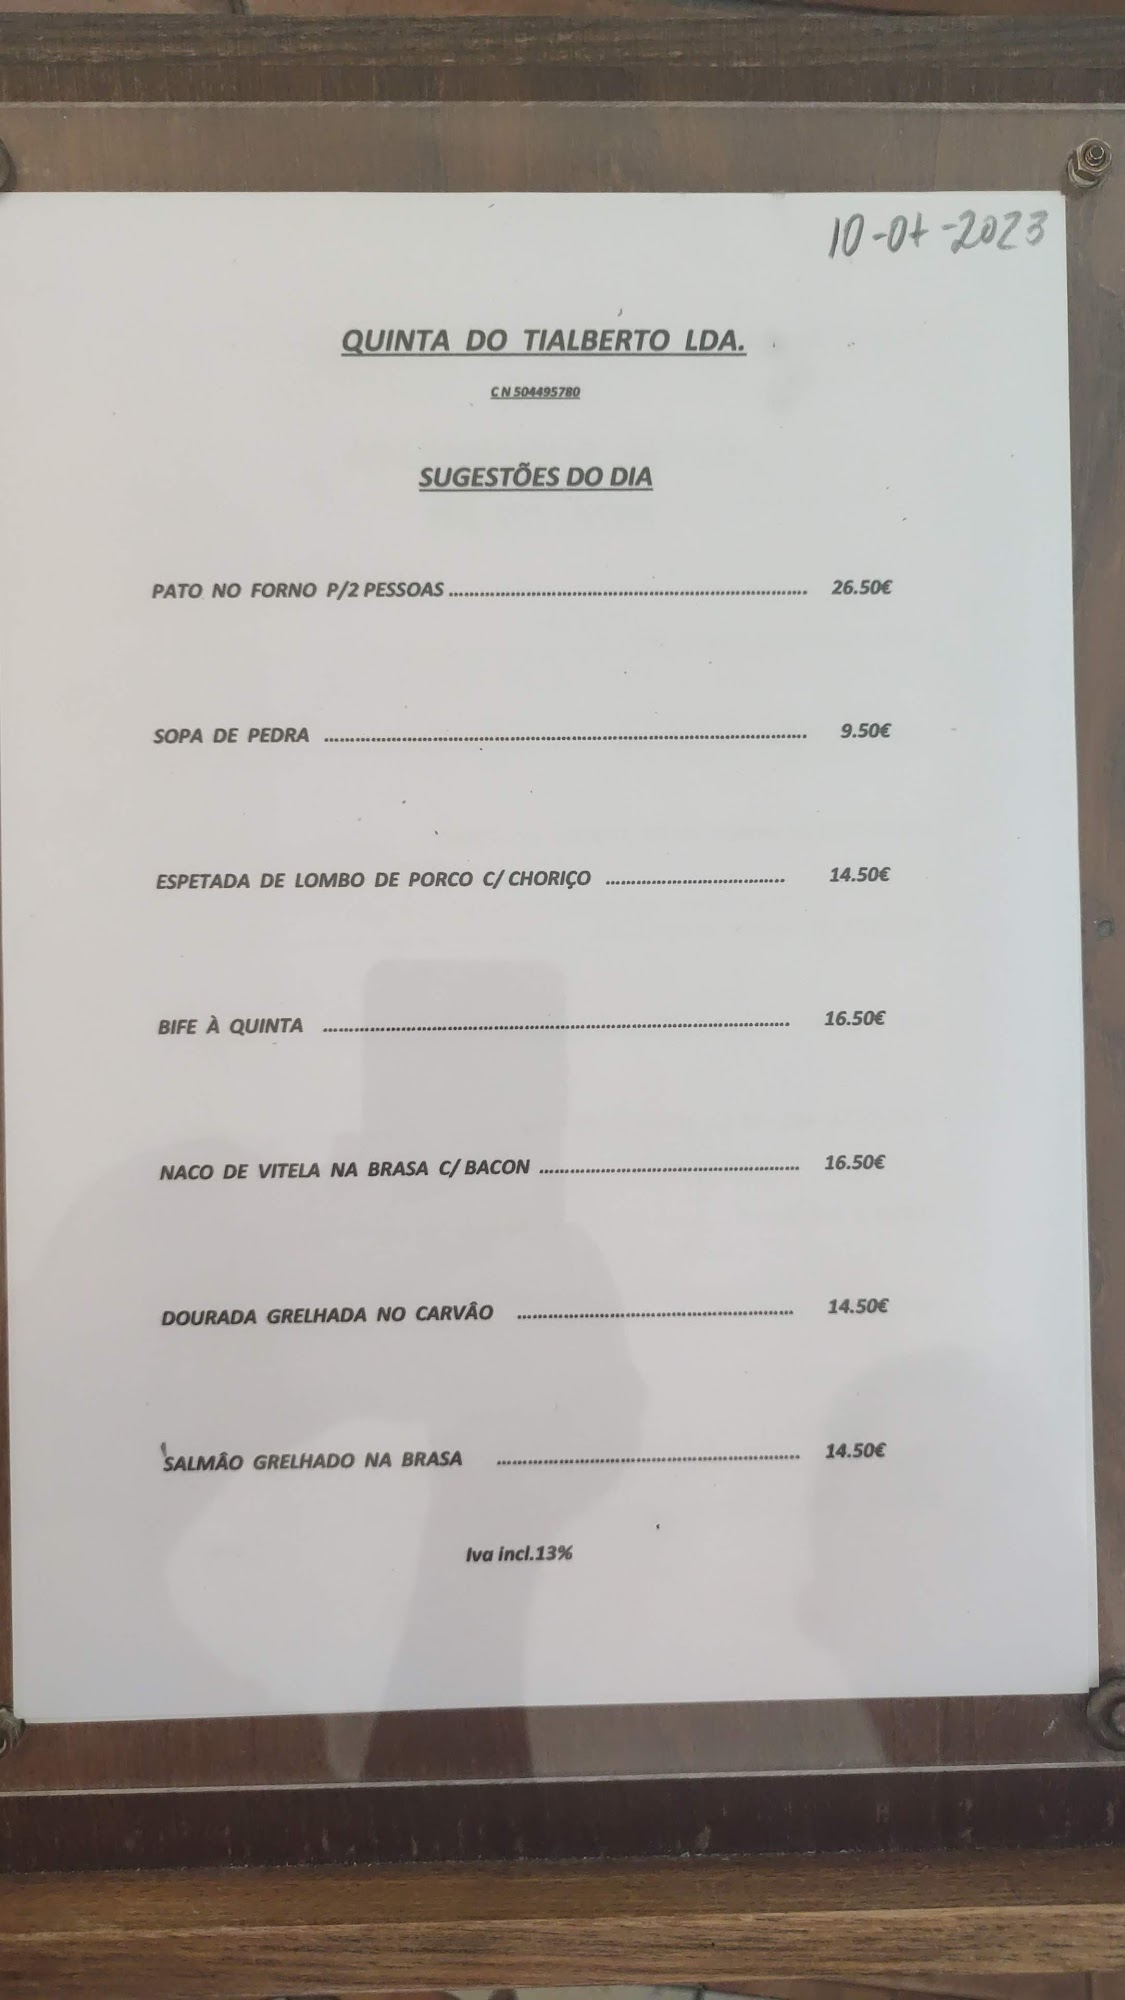 10-07-2023
QUINTA DO TIALBERTO LDA.
C N 504495780
SUGESTÕES DO DIA
PATO NO FORNO P/2 PESSOAS ........................................ 26.50€
SOPA DE PEDRA ........................................ 9.50€
ESPETADA DE LOMBO DE PORCO C/ CHORIÇO ........................................ 14.50€
BIFE À QUINTA ........................................ 16.50€
NACO DE VITELA NA BRASA C/ BACON ........................................ 16.50€
DOURADA GRELHADA NO CARVÂO ........................................ 14.50€
SALMÂO GRELHADO NA BRASA ........................................ 14.50€
Iva incl.13%